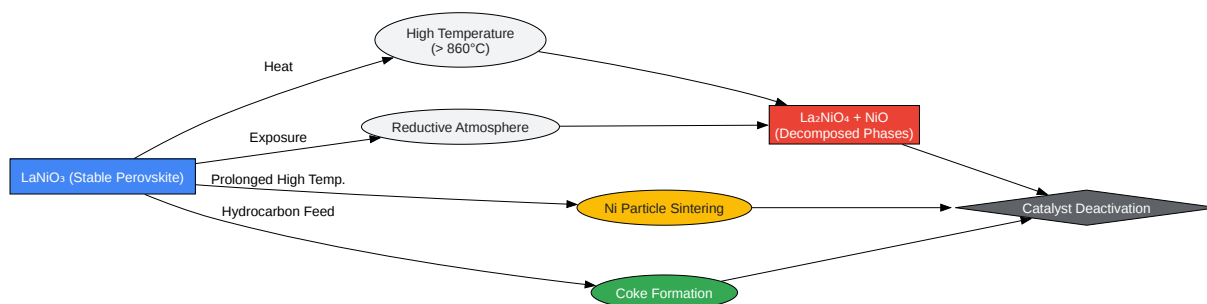 High Temperature
(> 860°C)
Heat
La₂NiO₄ + NiO
(Decomposed Phases)
Reductive Atmosphere
Exposure
LaNiO₃ (Stable Perovskite)
Prolonged High Temp.
Ni Particle Sintering
Catalyst Deactivation
Hydrocarbon Feed
Coke Formation